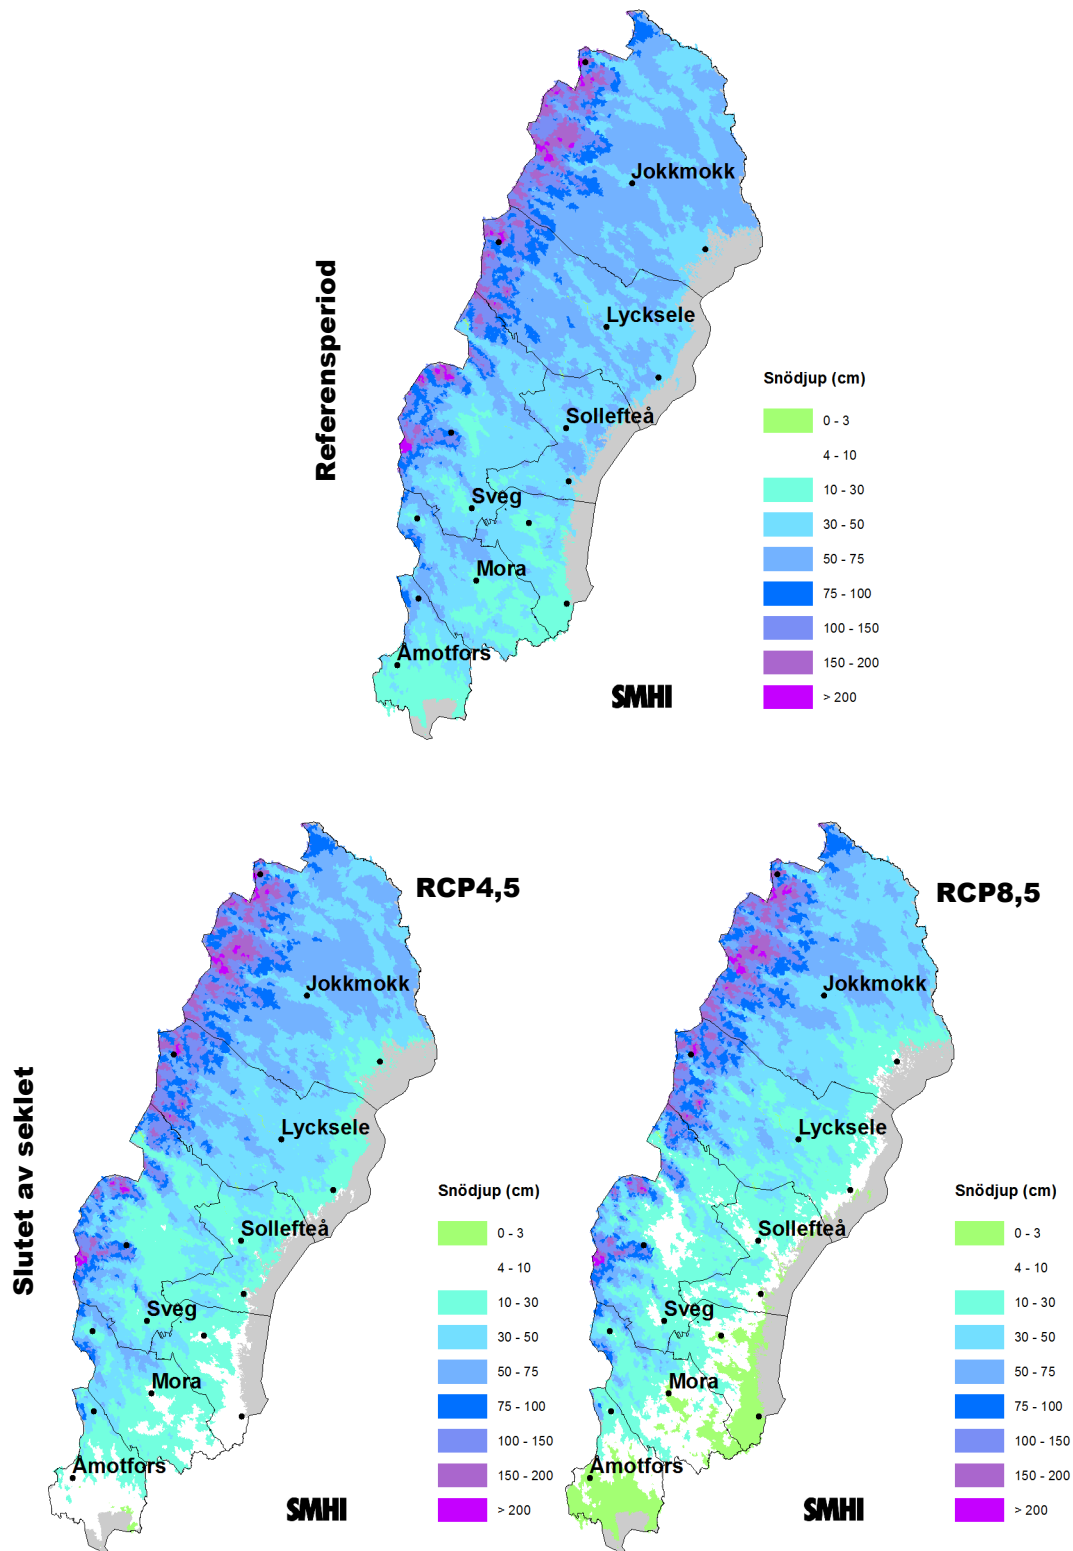 Referensperiod
Jokkmokk
Lycksele
Sollefteå
Sveg
Mora
Åmotfors
SMHI
Snödjup (cm)
0 - 3
4 - 10
10 - 30
30 - 50
50 - 75
75 - 100
100 - 150
150 - 200
> 200
Slutet av seklet
RCP4,5
Jokkmokk
Lycksele
Sollefteå
Sveg
Mora
Åmotfors
SMHI
Snödjup (cm)
0 - 3
4 - 10
10 - 30
30 - 50
50 - 75
75 - 100
100 - 150
150 - 200
> 200
RCP8,5
Jokkmokk
Lycksele
Sollefteå
Sveg
Mora
Åmotfors
SMHI
Snödjup (cm)
0 - 3
4 - 10
10 - 30
30 - 50
50 - 75
75 - 100
100 - 150
150 - 200
> 200